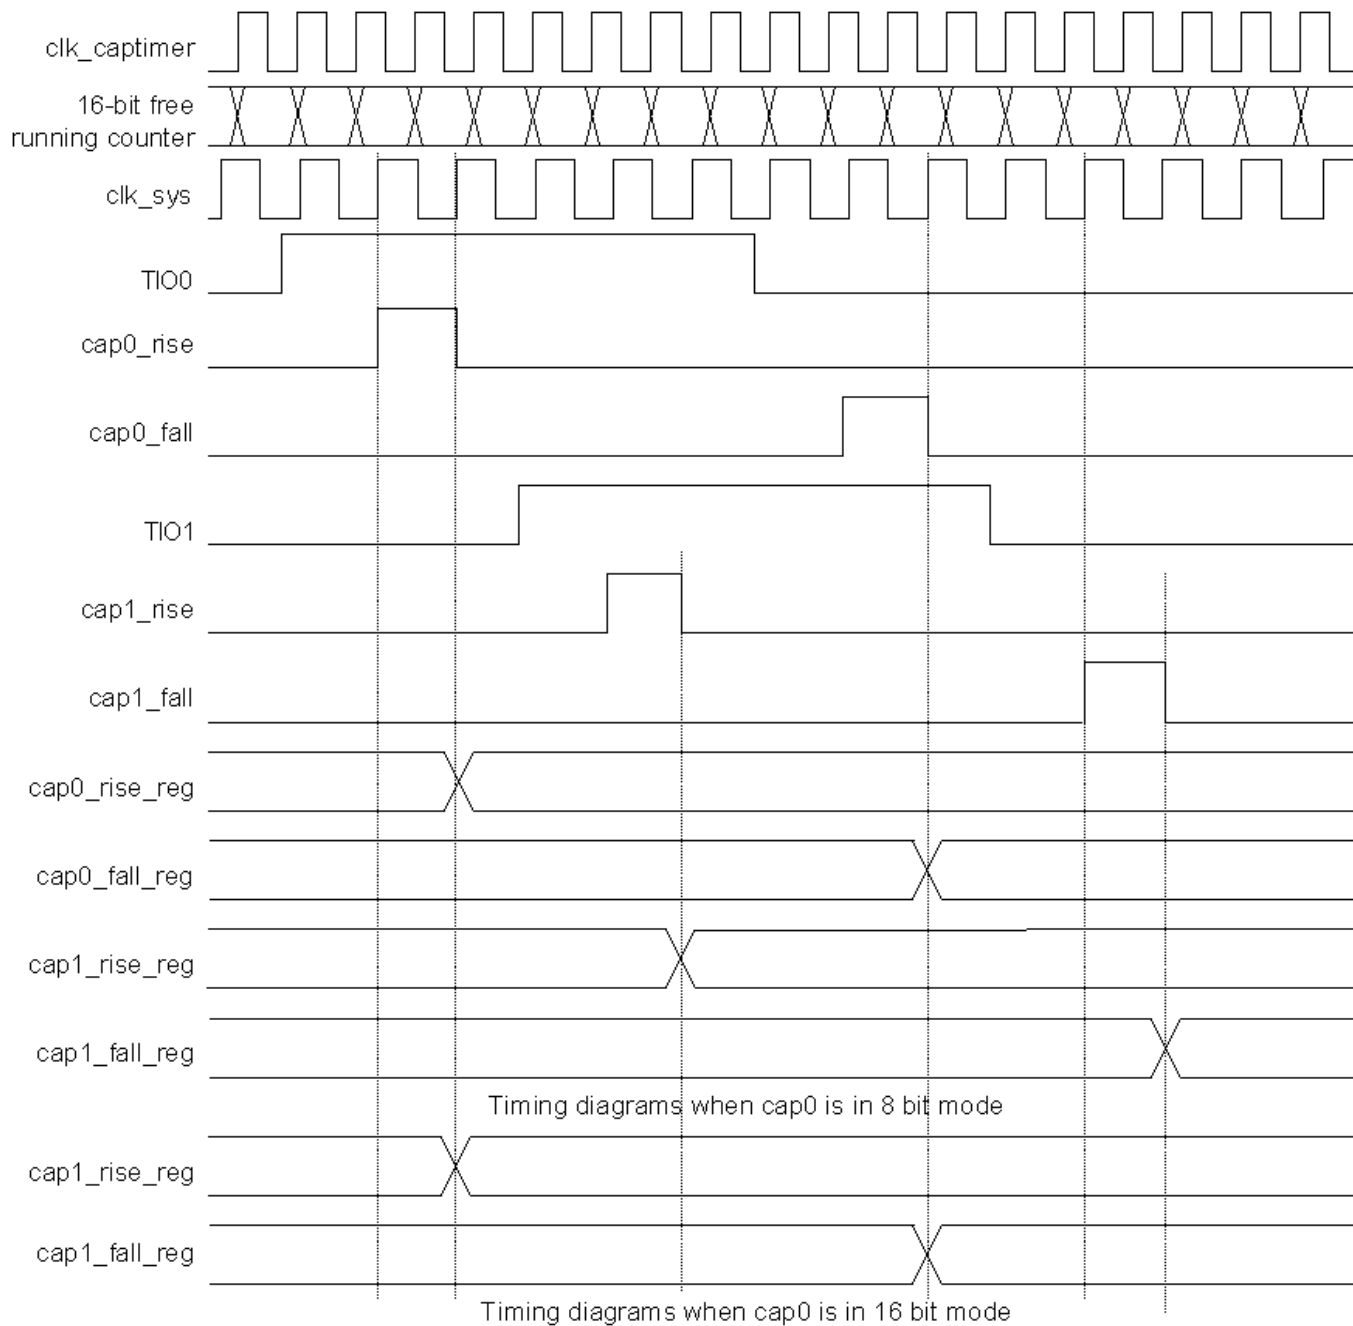 clk_captimer
16-bit free
running counter
clk_sys
TIO0
cap0_rise
cap0_fall
TIO1
cap1_rise
cap1_fall
cap0_rise_reg
cap0_fall_reg
cap1_rise_reg
cap1_fall_reg
Timing diagrams when cap0 is in 8 bit mode
cap1_rise_reg
cap1_fall_reg
Timing diagrams when cap0 is in 16 bit mode